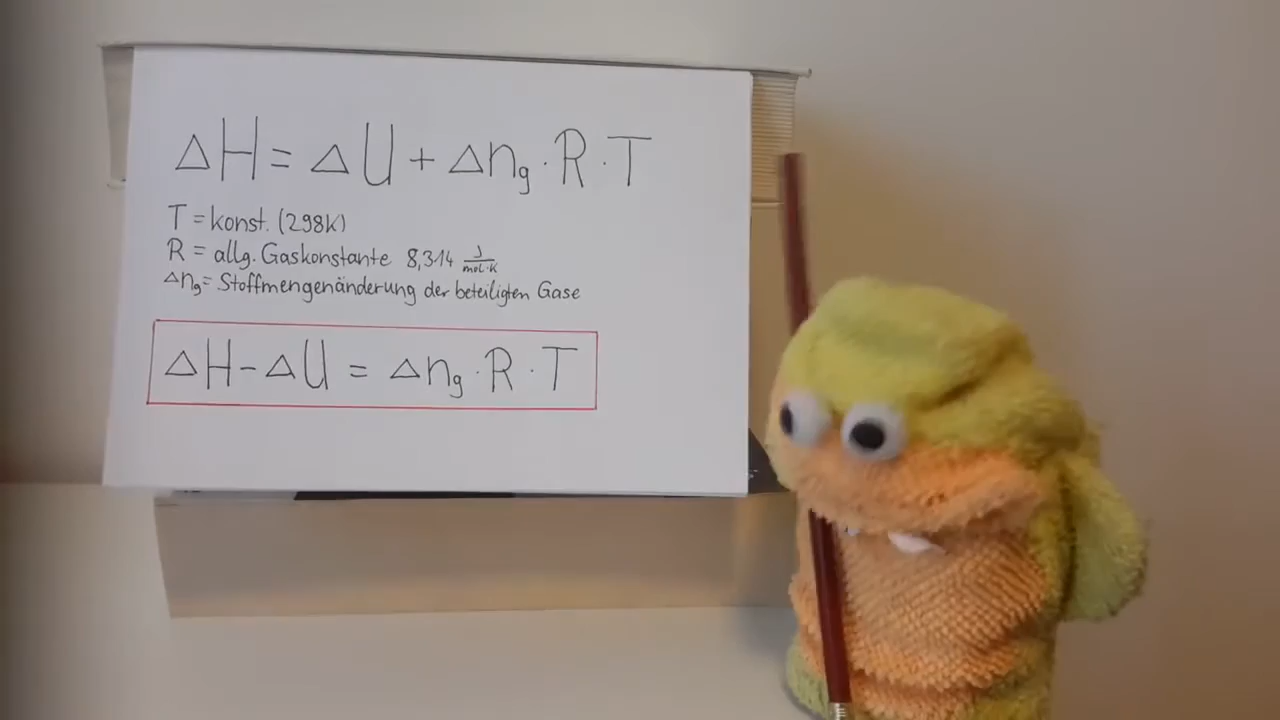 ΔH = ΔU + Δng · R · T
T = konst. (298K)
R = allg. Gaskonstante 8,314 J/mol·K
Δng = Stoffmengenänderung der beteiligten Gase
ΔH - ΔU = Δng · R · T